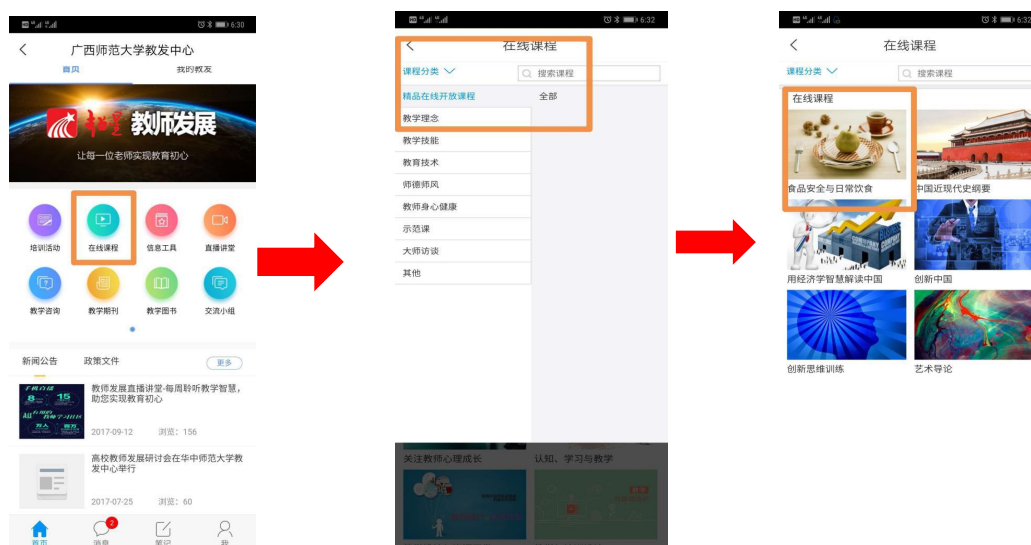 6:30
广西师范大学教发中心
首页
我的教友
教师发展
让每一位老师实现教育初心
培训活动
在线课程
信息工具
直播讲堂
教学咨询
教学期刊
教学图书
交流小组
新闻公告
政策文件
更多
教师发展直播讲堂-每周聆听教学智慧，
助您实现教育初心
2017-09-12 浏览：156
高校教师发展研讨会在华中师范大学教
发中心举行
2017-07-25 浏览：60
首页
消息
2
笔记
我
6:32
在线课程
课程分类
搜索课程
精品在线开放课程
全部
教学理念
教学技能
教育技术
师德师风
教师身心健康
示范课
大师访谈
其他
关注教师心理成长
认知、学习与教学
6:32
在线课程
课程分类
搜索课程
在线课程
食品安全与日常饮食
中国近现代史纲要
用经济学智慧解读中国
创新中国
创新思维训练
艺术导论